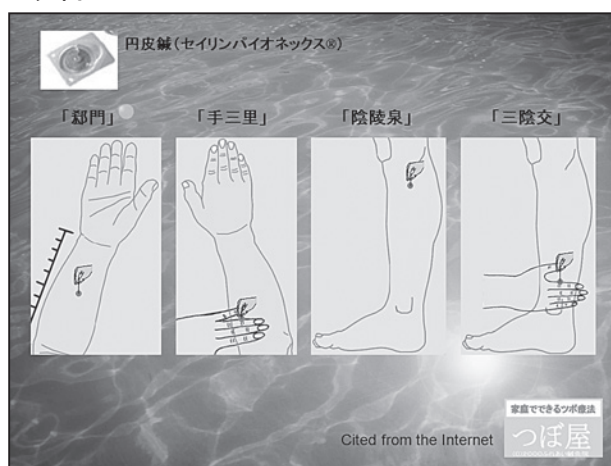 円皮鍼(セイリンバイオネックス®)
「郄門」 「手三里」 「陰陵泉」 「三陰交」
家庭でできるツボ療法
つぼ屋
Cited from the Internet